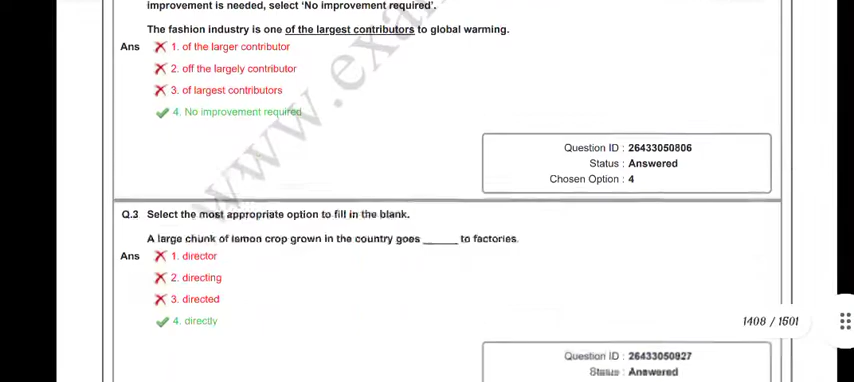 improvement is needed, select 'No improvement required'.
The fashion industry is one of the largest contributors to global warming.
Ans 1. of the larger contributor
2. off the largely contributor
3. of largest contributors
4. No improvement required
www.exa
Question ID : 26433050806
Status : Answered
Chosen Option : 4
Q.3 Select the most appropriate option to fill in the blank.
A large chunk of lemon crop grown in the country goes ______ to factories.
Ans 1. director
2. directing
3. directed
4. directly
1408 / 1501
Question ID : 26433050927
Status : Answered